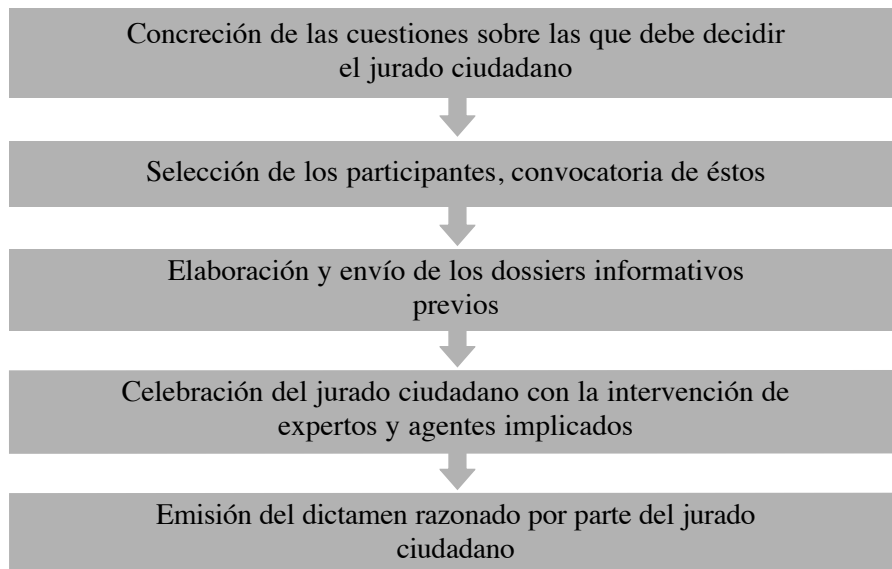 Concreción de las cuestiones sobre las que debe decidir
el jurado ciudadano
Selección de los participantes, convocatoria de éstos
Elaboración y envío de los dossiers informativos
previos
Celebración del jurado ciudadano con la intervención de
expertos y agentes implicados
Emisión del dictamen razonado por parte del jurado
ciudadano